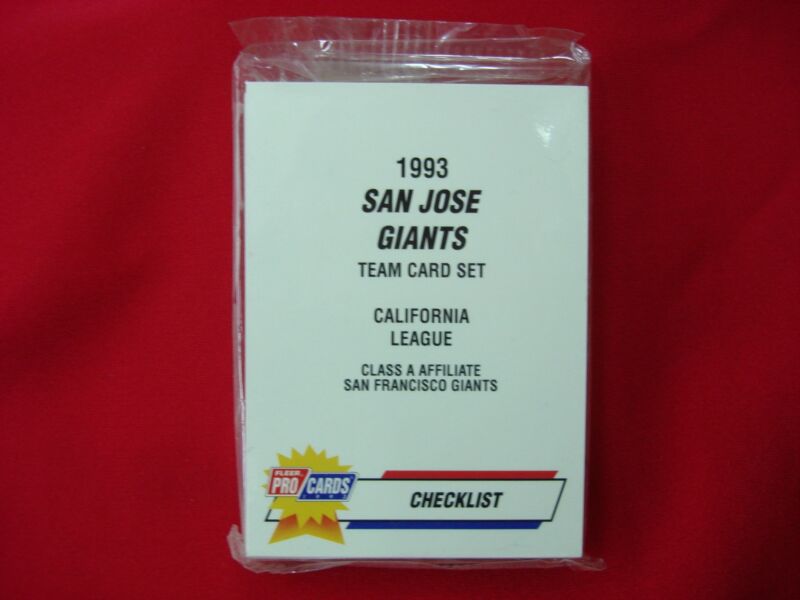 1993
SAN JOSE
GIANTS
TEAM CARD SET
CALIFORNIA
LEAGUE
CLASS A AFFILIATE
SAN FRANCISCO GIANTS
FLEER
PRO CARDS
CHECKLIST